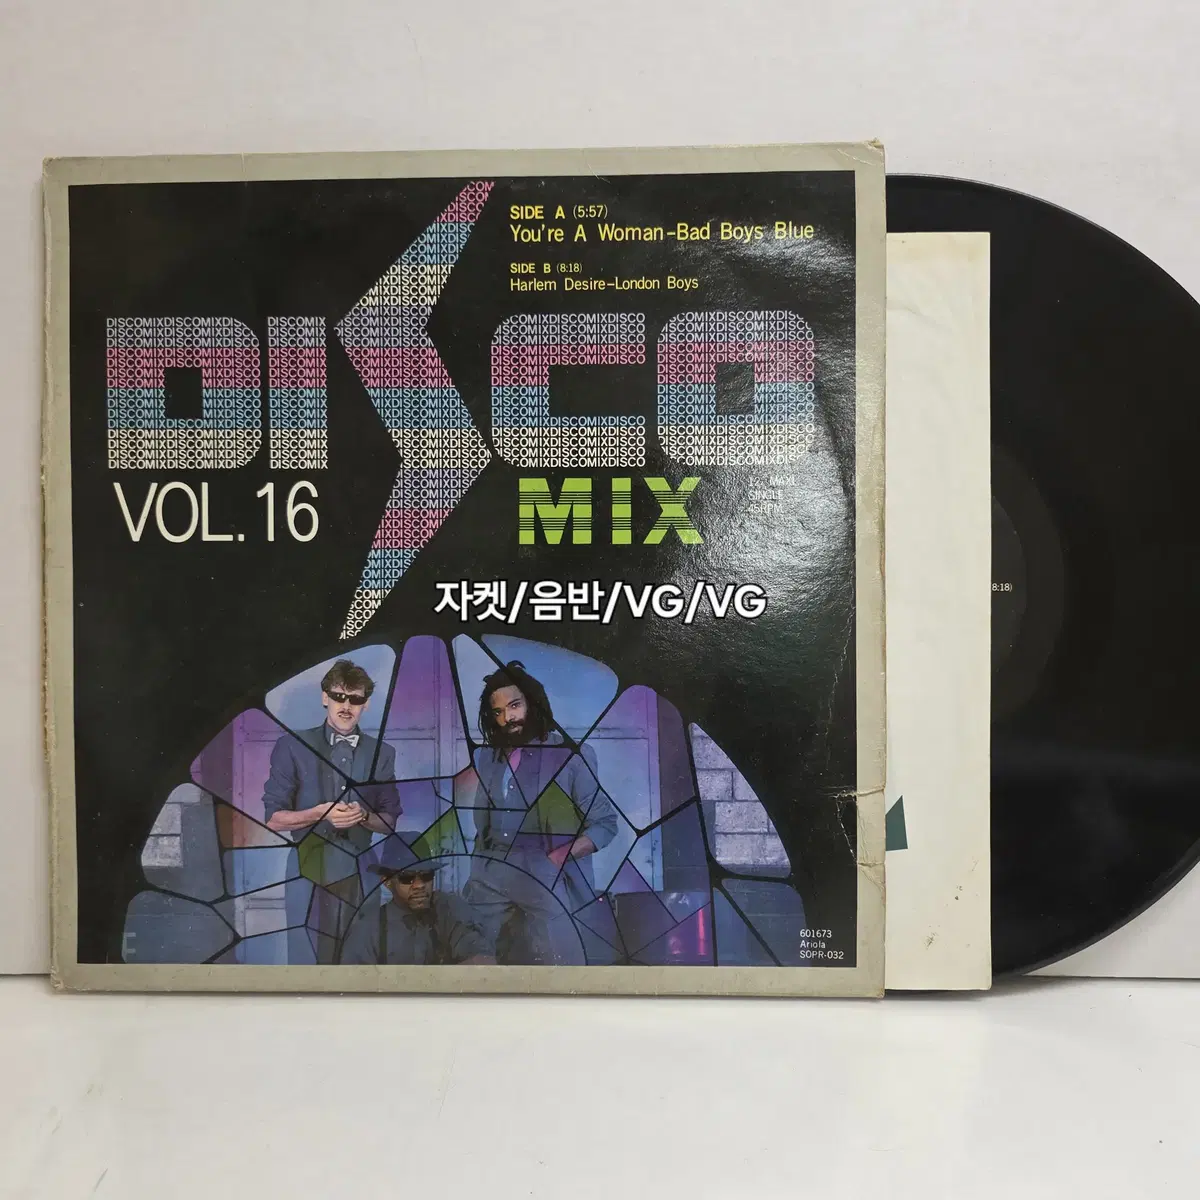 SIDE A (5:57)
You're A Woman-Bad Boys Blue
SIDE B (8:18)
Harlem Desire-London Boys
DISCO
VOL.16
MIX
12" MAXI
SINGLE
45RPM
자켓/음반/VG/VG
8:18)
601673
Ariola
SOPR-032